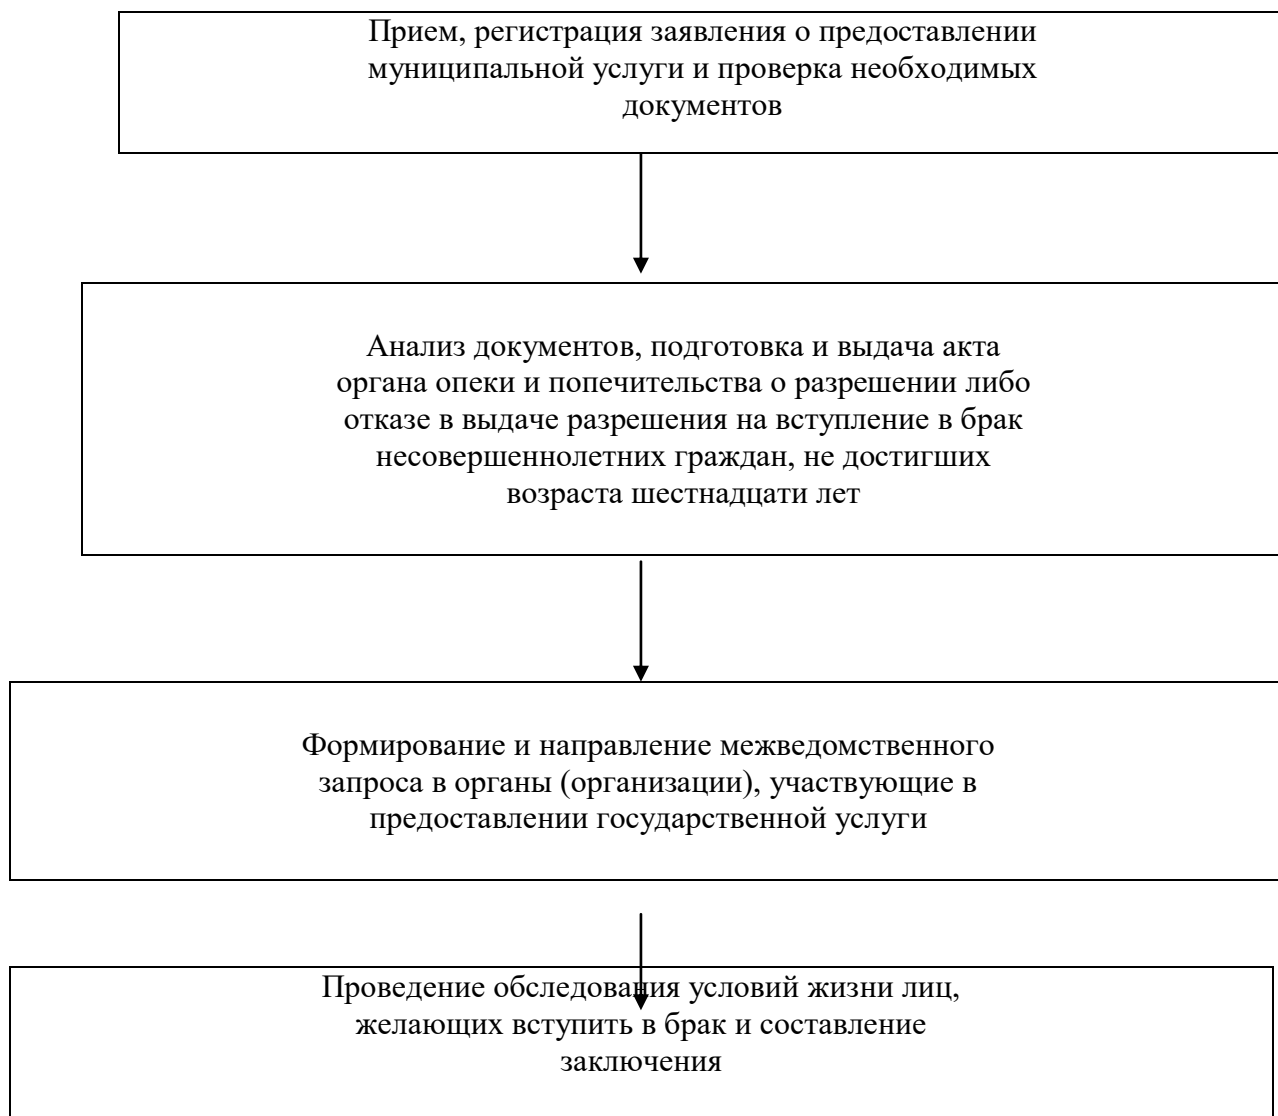 Прием, регистрация заявления о предоставлении
муниципальной услуги и проверка необходимых
документов
Анализ документов, подготовка и выдача акта
органа опеки и попечительства о разрешении либо
отказе в выдаче разрешения на вступление в брак
несовершеннолетних граждан, не достигших
возраста шестнадцати лет
Формирование и направление межведомственного
запроса в органы (организации), участвующие в
предоставлении государственной услуги
Проведение обследования условий жизни лиц,
желающих вступить в брак и составление
заключения